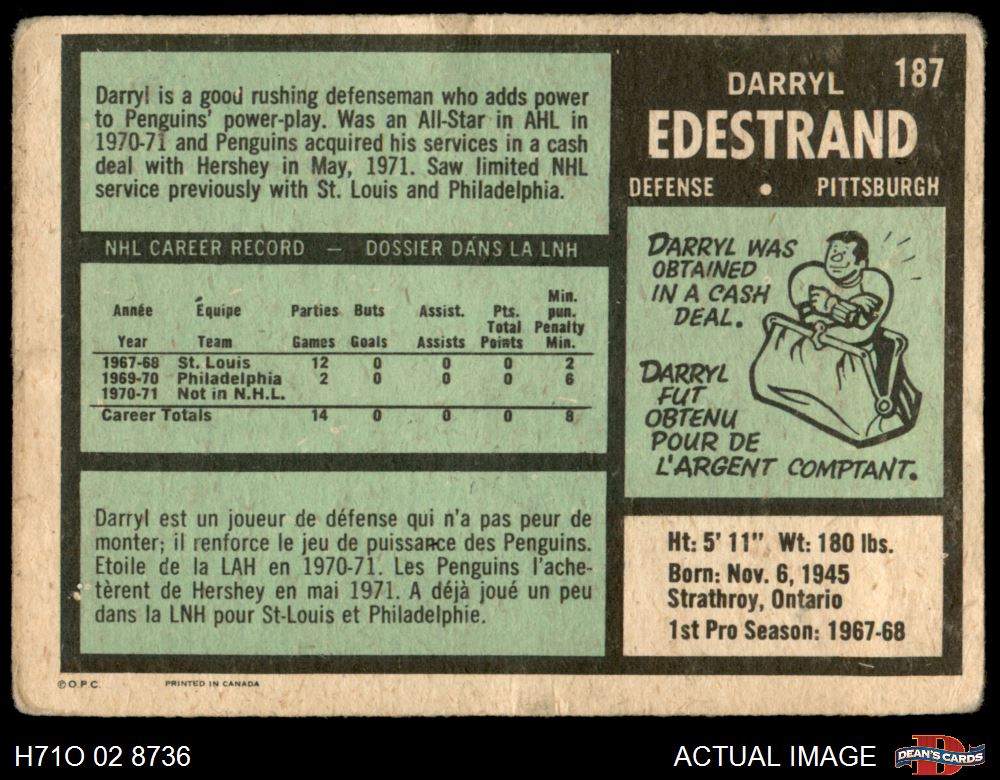 187
DARRYL
EDESTRAND
DEFENSE • PITTSBURGH
Darryl is a good rushing defenseman who adds power
to Penguins' power-play. Was an All-Star in AHL in
1970-71 and Penguins acquired his services in a cash
deal with Hershey in May, 1971. Saw limited NHL
service previously with St. Louis and Philadelphia.
NHL CAREER RECORD — DOSSIER DANS LA LNH
Année Équipe Parties Buts Assist. Pts. Min. pun.
Year Team Games Goals Assists Total Points Penalty Min.
1967-68 St. Louis 12 0 0 0 2
1969-70 Philadelphia 2 0 0 0 6
1970-71 Not in N.H.L.
Career Totals 14 0 0 0 8
Darryl est un joueur de défense qui n'a pas peur de
monter; il renforce le jeu de puissance des Penguins.
Etoile de la LAH en 1970-71. Les Penguins l'ache-
tèrent de Hershey en mai 1971. A déjà joué un peu
dans la LNH pour St-Louis et Philadelphie.
DARRYL WAS
OBTAINED
IN A CASH
DEAL.
DARRYL
FUT
OBTENU
POUR DE
L'ARGENT COMPTANT.
Ht: 5' 11" Wt: 180 lbs.
Born: Nov. 6, 1945
Strathroy, Ontario
1st Pro Season: 1967-68
© O.P.C. PRINTED IN CANADA
H71O 02 8736
ACTUAL IMAGE
DEAN'S CARDS